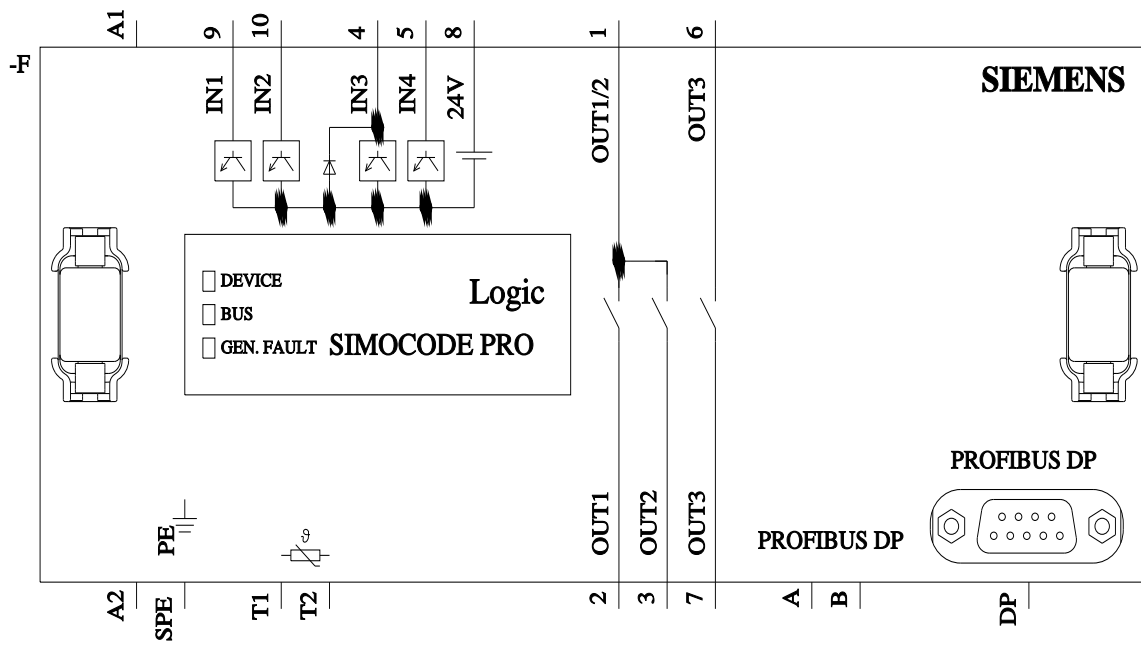 A1
9
10
4
5
8
1
6
-F
IN1
IN2
IN3
IN4
24V
OUT1/2
OUT3
SIEMENS
DEVICE
BUS
GEN. FAULT
Logic
SIMOCODE PRO
PE
ϑ
OUT1
OUT2
OUT3
PROFIBUS DP
PROFIBUS DP
A2
SPE
T1
T2
2
3
7
A
B
DP